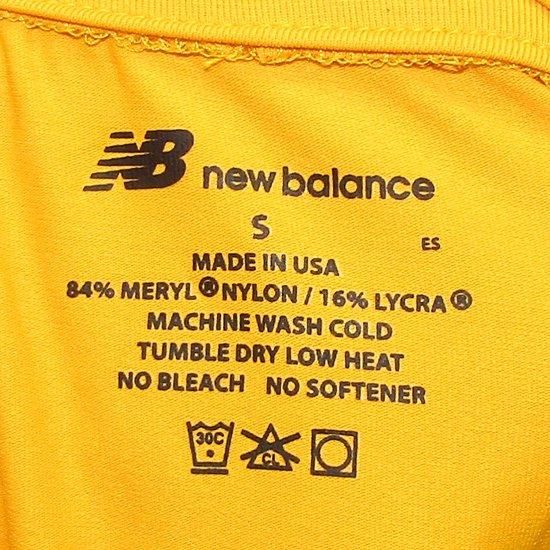 NB new balance
S
ES
MADE IN USA
84% MERYL® NYLON / 16% LYCRA®
MACHINE WASH COLD
TUMBLE DRY LOW HEAT
NO BLEACH NO SOFTENER
30C CL